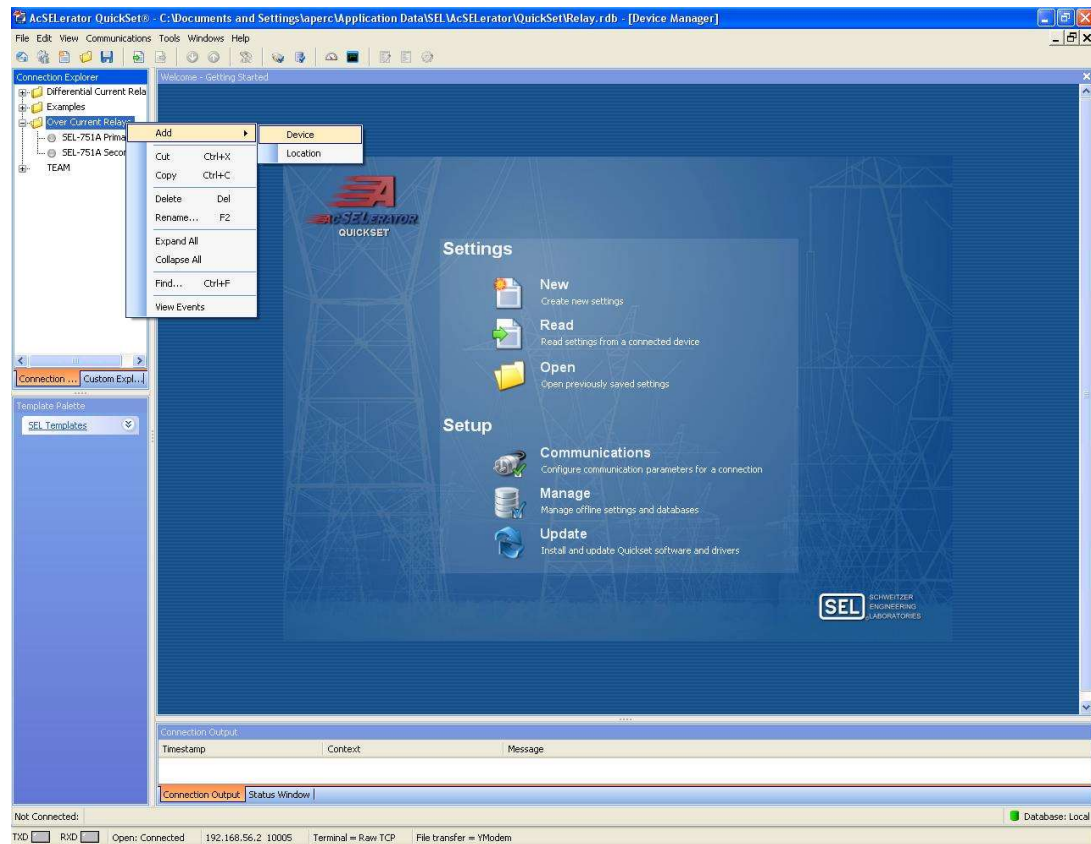 AcSELerator QuickSet® - C:\Documents and Settings\aperc\Application Data\SEL\AcSELerator\QuickSet\Relay.rdb - [Device Manager]
File Edit View Communications Tools Windows Help
Connection Explorer
Welcome - Getting Started
Differential Current Rela
Examples
Over Current Relays
SEL-751A Prima
SEL-751A Secon
TEAM
Add
Device
Location
Cut Ctrl+X
Copy Ctrl+C
Delete Del
Rename... F2
Expand All
Collapse All
Find... Ctrl+F
View Events
Connection ... Custom Expl...
Template Palette
SEL Templates
ACSELERATOR
QUICKSET
Settings
New
Create new settings
Read
Read settings from a connected device
Open
Open previously saved settings
Setup
Communications
Configure communication parameters for a connection
Manage
Manage offline settings and databases
Update
Install and update Quickset software and drivers
SEL SCHWEITZER
ENGINEERING
LABORATORIES
Connection Output
Timestamp Context Message
Connection Output Status Window
Not Connected: Database: Local
TXD RXD Open: Connected 192.168.56.2 10005 Terminal = Raw TCP File transfer = YModem